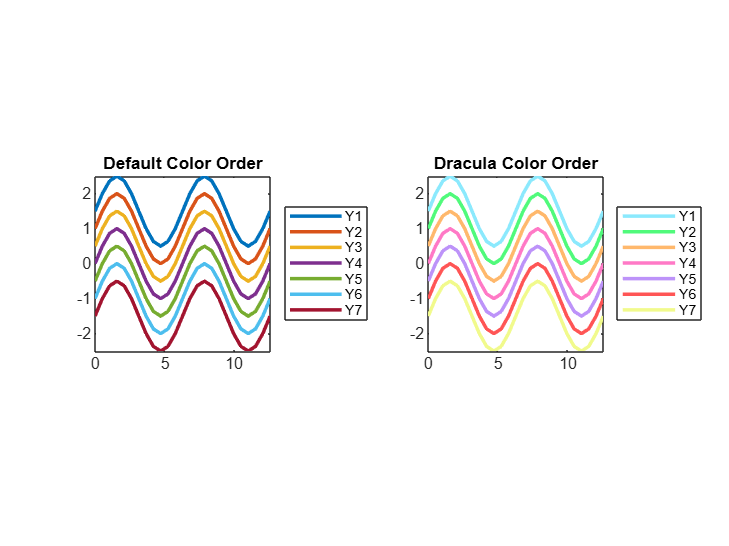 Default Color Order
2
1
0
-1
-2
0
5
10
Y1
Y2
Y3
Y4
Y5
Y6
Y7
Dracula Color Order
2
1
0
-1
-2
0
5
10
Y1
Y2
Y3
Y4
Y5
Y6
Y7